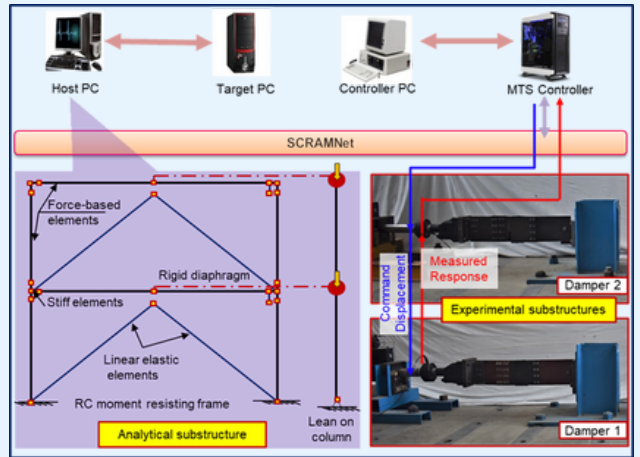 Host PC
Target PC
Controller PC
MTS Controller
SCRAMNet
Force-based
elements
Rigid diaphragm
Stiff elements
Linear elastic
elements
RC moment resisting frame
Lean on
column
Analytical substructure
Command
Displacement
Measured
Response
Damper 2
Experimental substructures
Damper 1